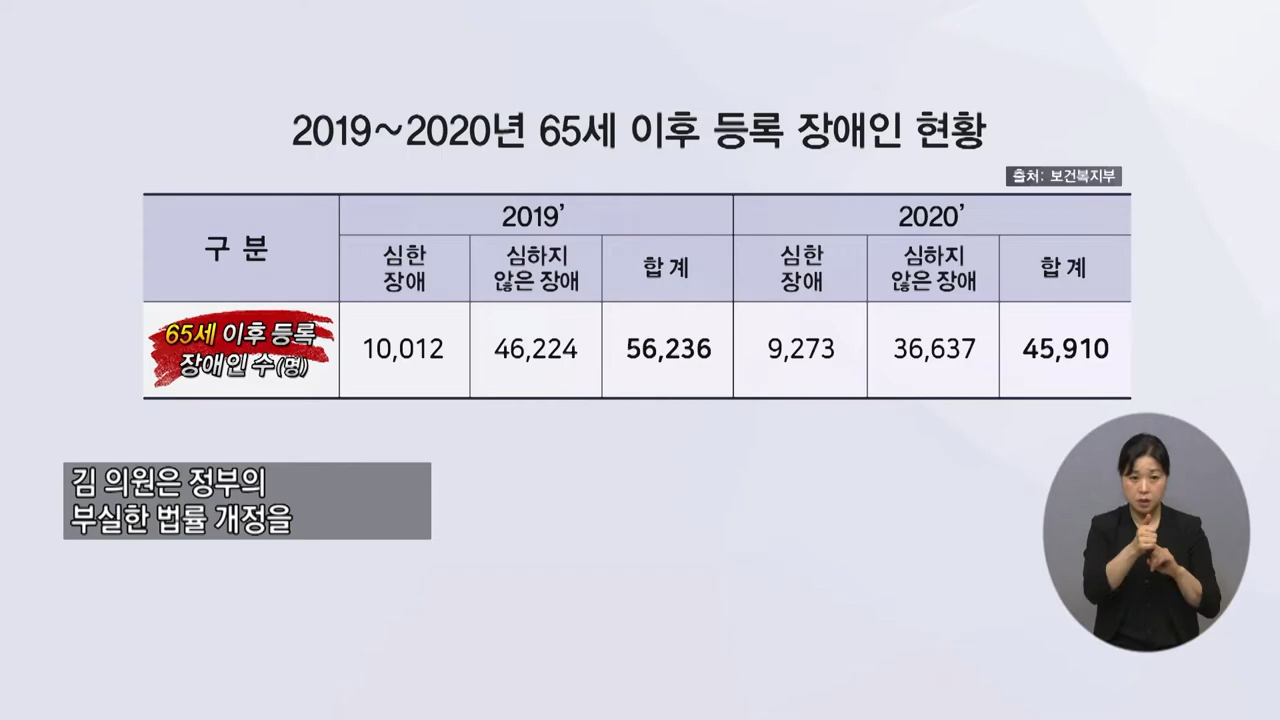 2019~2020년 65세 이후 등록 장애인 현황
출처: 보건복지부
구 분
2019’
2020’
심한
장애
심하지
않은 장애
합 계
심한
장애
심하지
않은 장애
합 계
65세 이후 등록
장애인 수(명)
10,012
46,224
56,236
9,273
36,637
45,910
김 의원은 정부의
부실한 법률 개정을